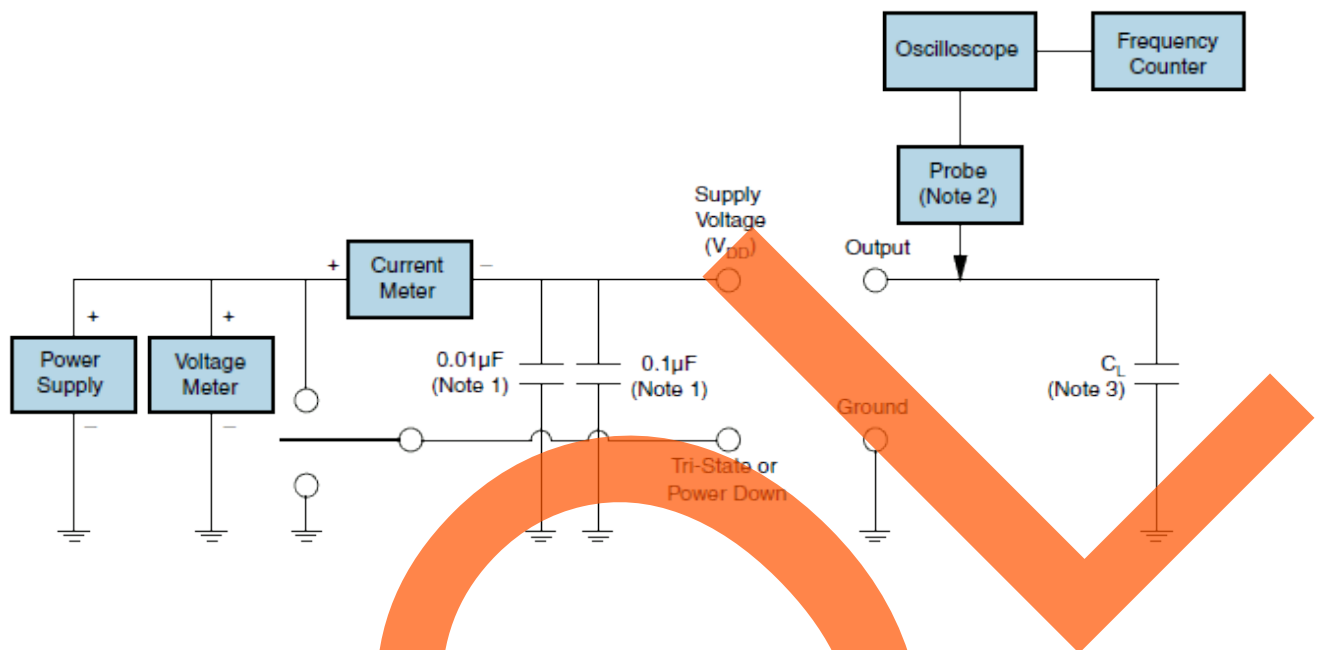 Oscilloscope
Frequency
Counter
Probe
(Note 2)
Supply
Voltage
(VDD)
Output
+
Current
Meter
–
+
+
Power
Supply
Voltage
Meter
–
–
0.01µF
(Note 1)
0.1µF
(Note 1)
CL
(Note 3)
Ground
Tri-State or
Power Down